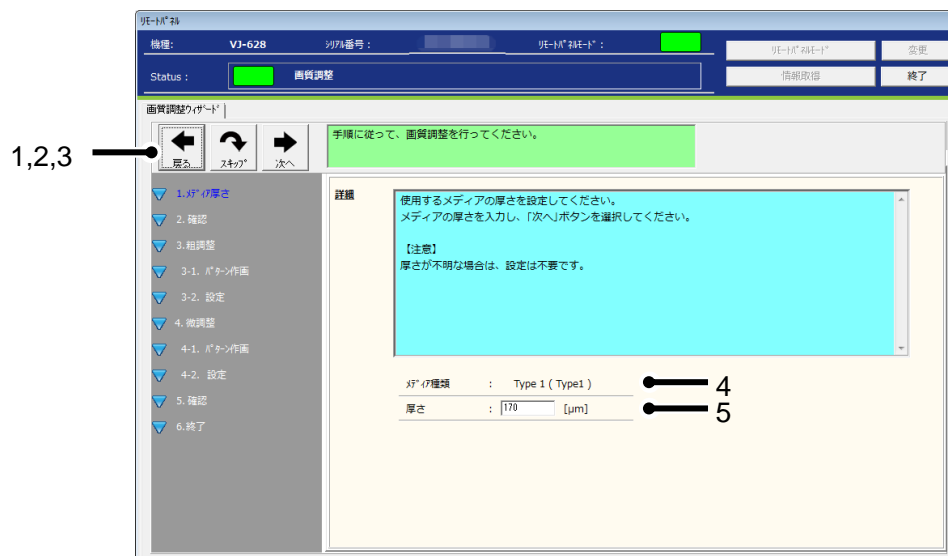 ﾘﾓｰﾄﾊﾟﾈﾙ
機種: VJ-628 ｼﾘｱﾙ番号： ﾘﾓｰﾄﾊﾟﾈﾙﾓｰﾄﾞ： ﾘﾓｰﾄﾊﾟﾈﾙﾓｰﾄﾞ 変更
Status： 画質調整 情報取得 終了
画質調整ｳｨｻﾞｰﾄﾞ
1,2,3
戻る ｽｷｯﾌﾟ 次へ
手順に従って、画質調整を行ってください。
1.ﾒﾃﾞｨｱ厚さ
2. 確認
3.粗調整
3-1. ﾊﾟﾀｰﾝ作画
3-2. 設定
4. 微調整
4-1. ﾊﾟﾀｰﾝ作画
4-2. 設定
5. 確認
6.終了
詳細
使用するメディアの厚さを設定してください。
メディアの厚さを入力し、「次へ」ボタンを選択してください。
【注意】
厚さが不明な場合は、設定は不要です。
ﾒﾃﾞｨｱ種類 ： Type 1 ( Type1 ) 4
厚さ ： 170 [μm] 5